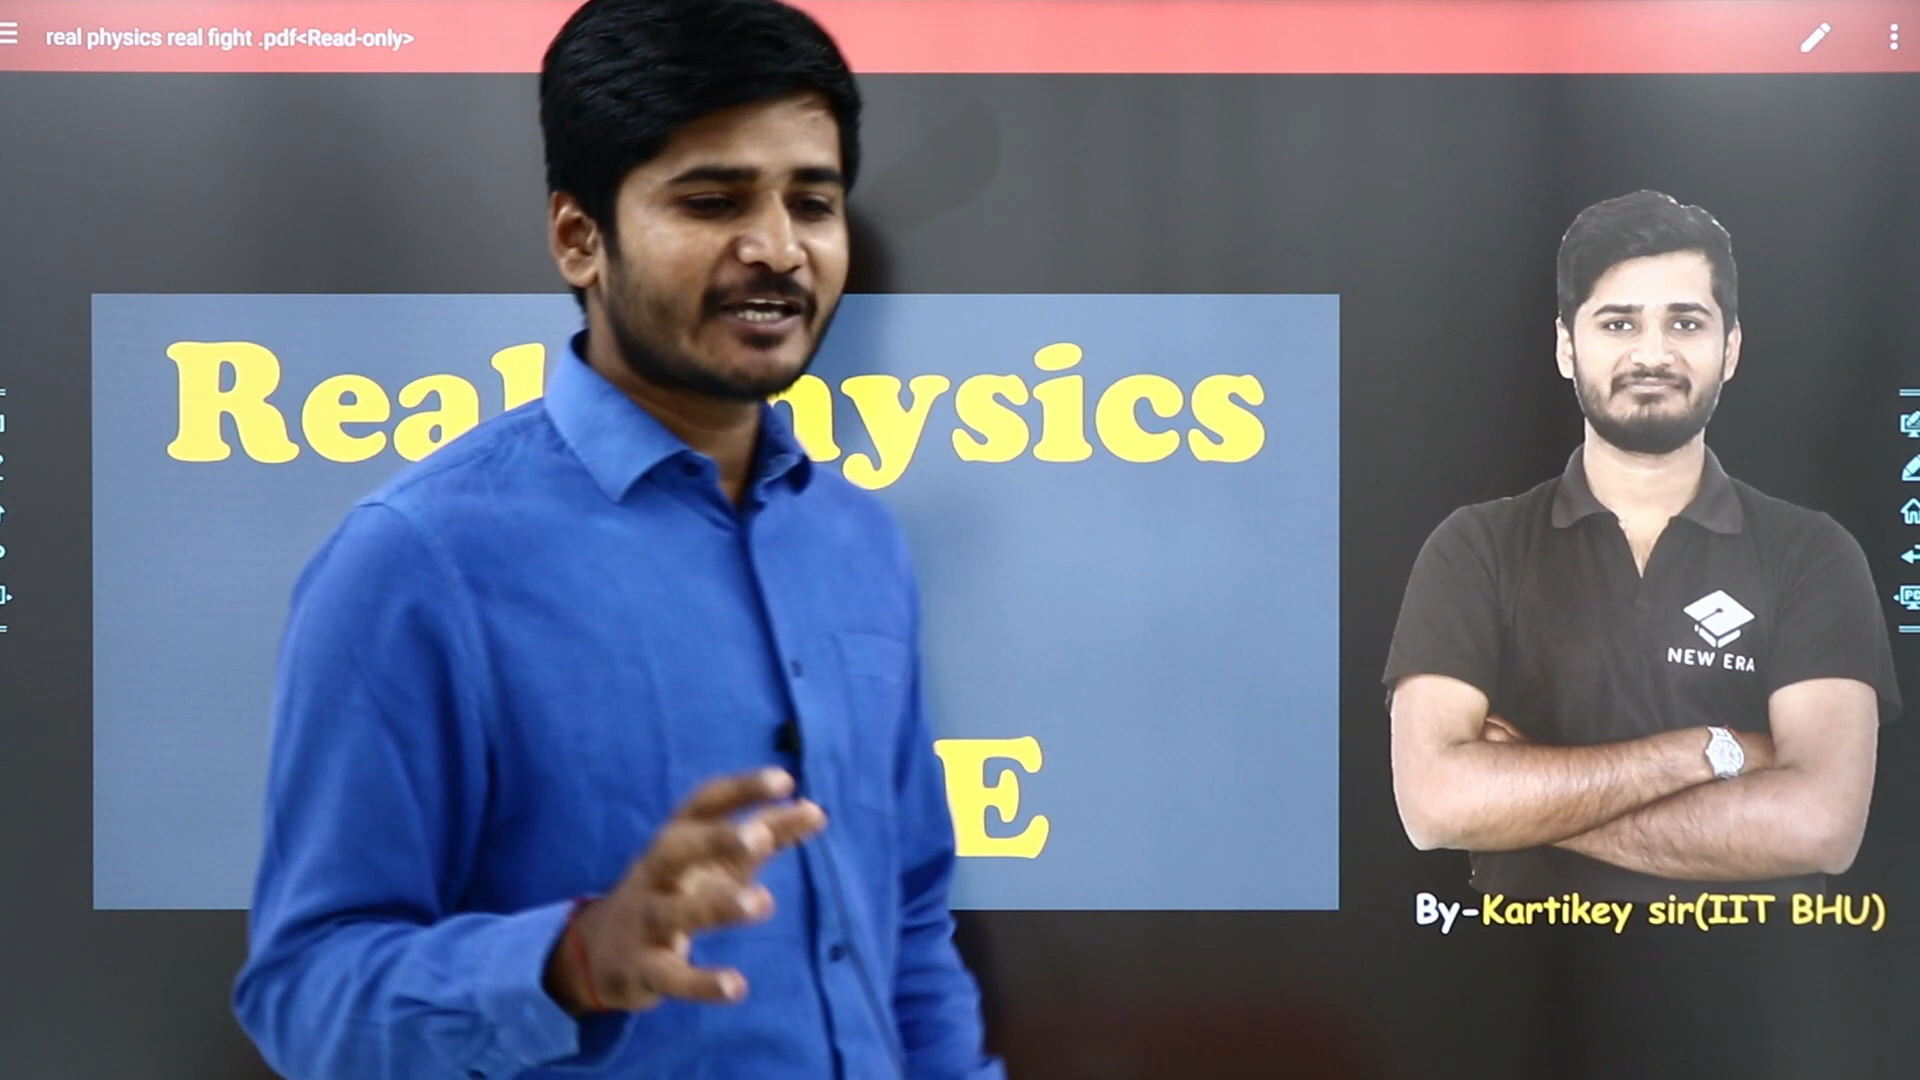 real physics real fight .pdf<Read-only>
Real
ysics
E
NEW ERA
By-Kartikey sir(IIT BHU)